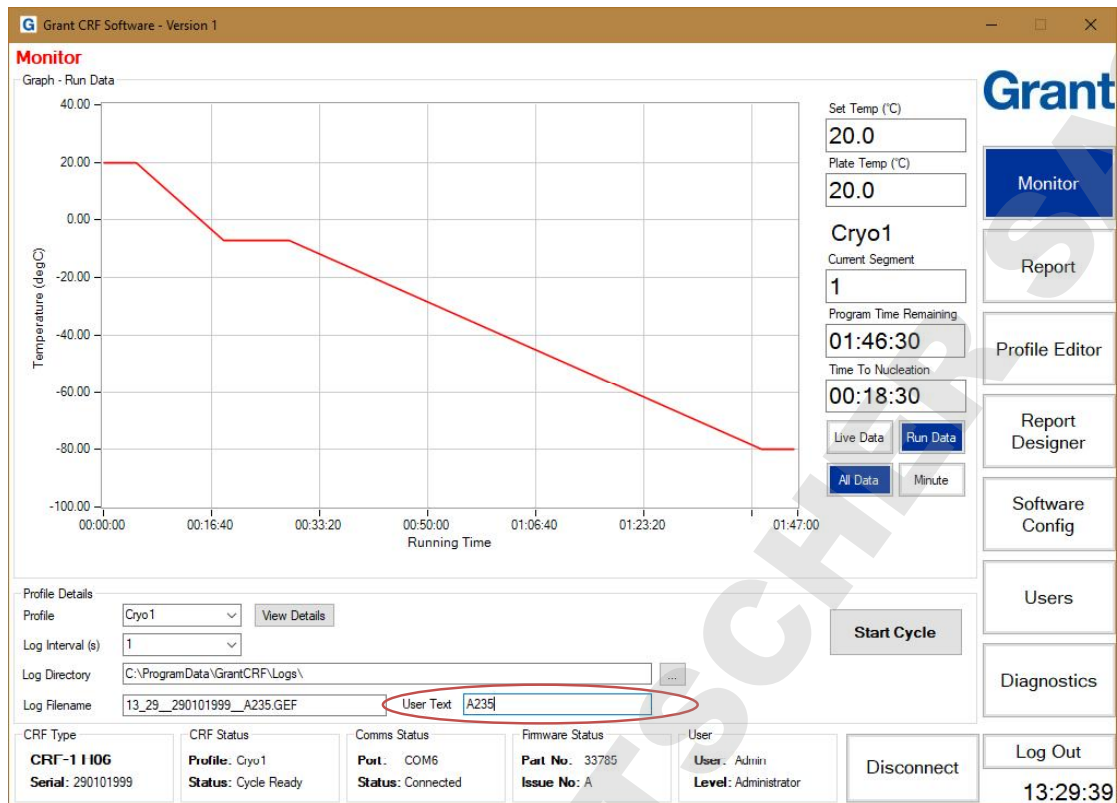 G Grant CRF Software - Version 1
Monitor
Graph - Run Data
40.00
20.00
0.00
-20.00
-40.00
-60.00
-80.00
-100.00
Temperature (degC)
00:00:00 00:16:40 00:33:20 00:50:00 01:06:40 01:23:20 01:47:00
Running Time
Set Temp (°C)
20.0
Plate Temp (°C)
20.0
Cryo1
Current Segment
1
Program Time Remaining
01:46:30
Time To Nucleation
00:18:30
Live Data Run Data
All Data Minute
Grant
Monitor
Report
Profile Editor
Report
Designer
Software
Config
Users
Diagnostics
Log Out
13:29:39
Profile Details
Profile Cryo1 View Details
Log Interval (s) 1
Start Cycle
Log Directory C:\ProgramData\GrantCRF\Logs\ ...
Log Filename 13_29__290101999__A235.GEF User Text A235
CRF Type
CRF-1 H06
Serial: 290101999
CRF Status
Profile: Cryo1
Status: Cycle Ready
Comms Status
Port: COM6
Status: Connected
Firmware Status
Part No: 33785
Issue No: A
User
User: Admin
Level: Administrator
Disconnect
TSCHER SA